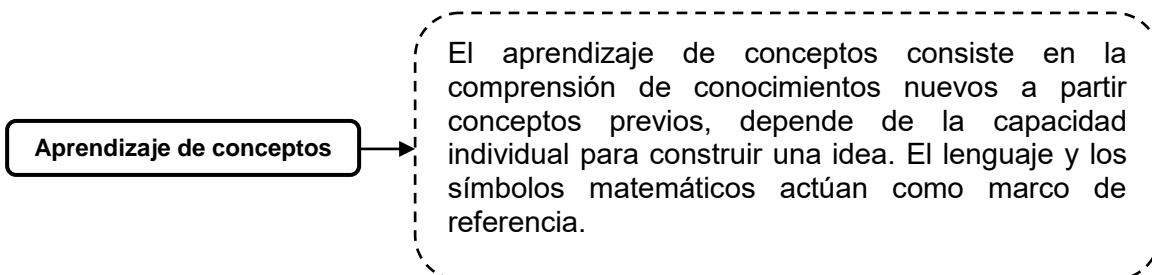 Aprendizaje de conceptos
El aprendizaje de conceptos consiste en la
comprensión de conocimientos nuevos a partir
conceptos previos, depende de la capacidad
individual para construir una idea. El lenguaje y los
símbolos matemáticos actúan como marco de
referencia.